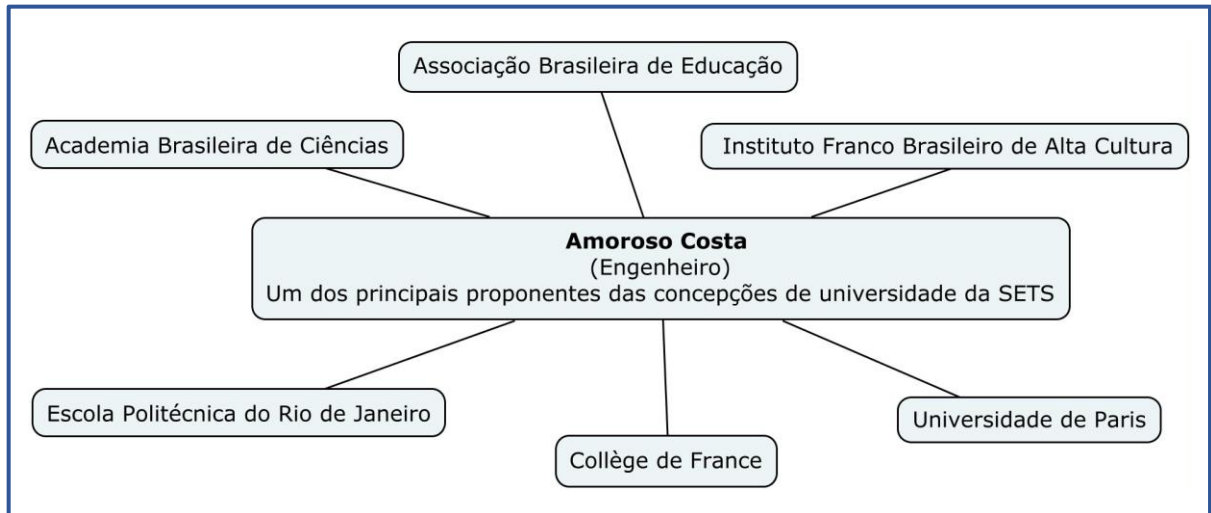 Associação Brasileira de Educação
Academia Brasileira de Ciências
Instituto Franco Brasileiro de Alta Cultura
Amoroso Costa
(Engenheiro)
Um dos principais proponentes das concepções de universidade da SETS
Escola Politécnica do Rio de Janeiro
Universidade de Paris
Collège de France